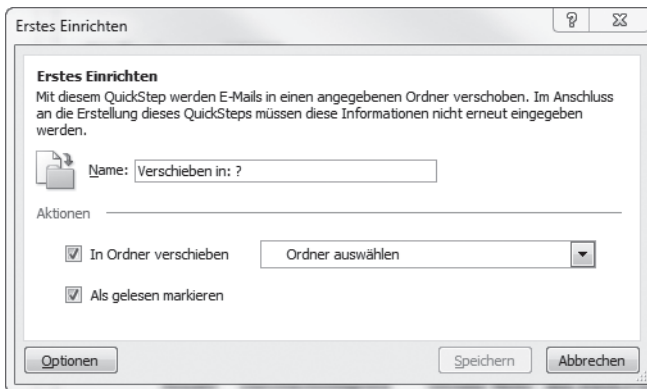 Erstes Einrichten
Erstes Einrichten
Mit diesem QuickStep werden E-Mails in einen angegebenen Ordner verschoben. Im Anschluss
an die Erstellung dieses QuickSteps müssen diese Informationen nicht erneut eingegeben
werden.
Name: Verschieben in: ?
Aktionen
In Ordner verschieben Ordner auswählen
Als gelesen markieren
Optionen Speichern Abbrechen